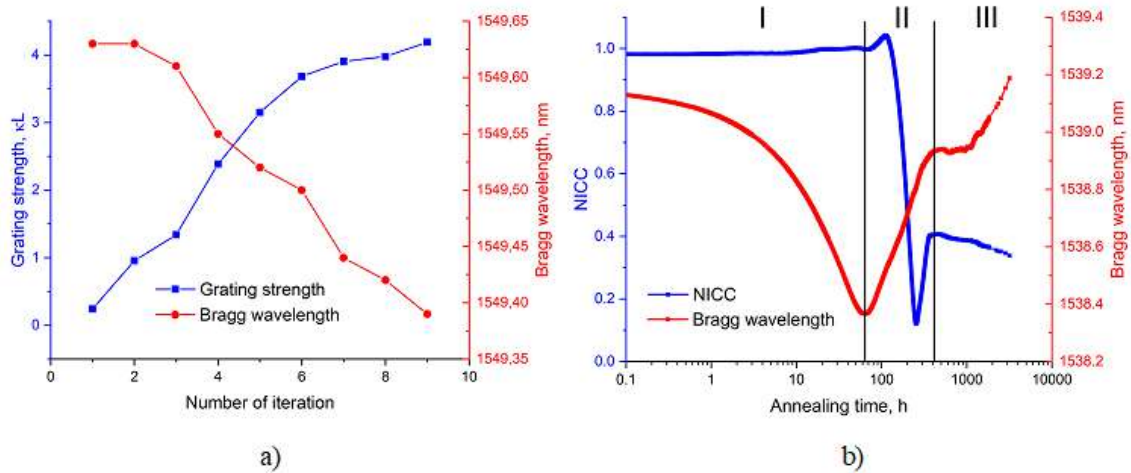 a)
Grating strength, κL
4
3
2
1
0
Grating strength
Bragg wavelength
0
2
4
6
8
10
Number of iteration
1549,65
1549,60
1549,65
1549,50
1549,45
1549,40
1549,35
Bragg wavelength, nm
b)
I
II
III
NICC
1.0
0.8
0.6
0.4
0.2
0.0
NICC
Bragg wavelength
0.1
1
10
100
1000
10000
Annealing time, h
1539.4
1539.2
1539.0
1538.8
1538.6
1538.4
1538.2
Bragg wavelength, nm